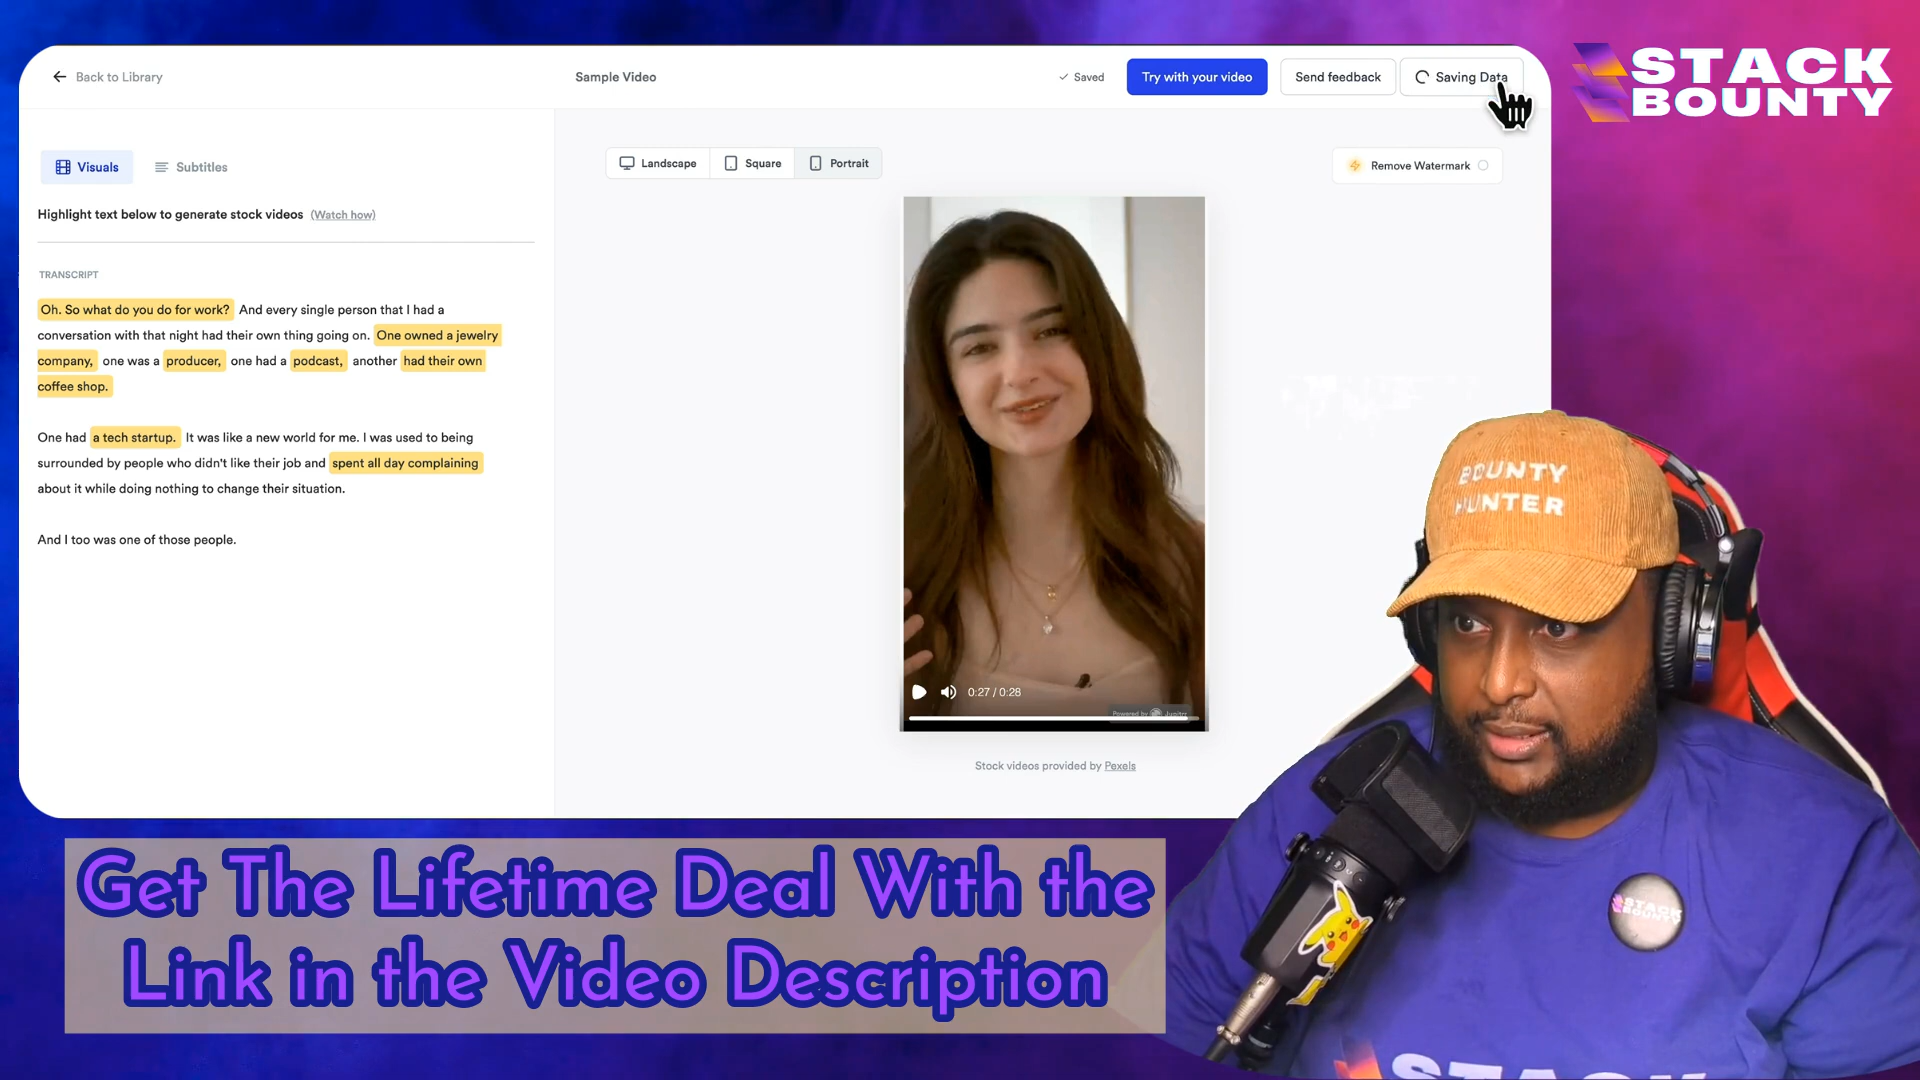 STACK
BOUNTY
Back to Library
Sample Video
Saved
Try with your video
Send feedback
Saving Data
Visuals
Subtitles
Landscape
Square
Portrait
Remove Watermark
Highlight text below to generate stock videos (Watch how)
TRANSCRIPT
Oh. So what do you do for work? And every single person that I had a
conversation with that night had their own thing going on. One owned a jewelry
company, one was a producer, one had a podcast, another had their own
coffee shop.
One had a tech startup. It was like a new world for me. I was used to being
surrounded by people who didn't like their job and spent all day complaining
about it while doing nothing to change their situation.
And I too was one of those people.
0:27 / 0:28
Powered by Jupitrr
Stock videos provided by Pexels
BOUNTY
HUNTER
STACK
BOUNTY
STACK
Get The Lifetime Deal With the
Link in the Video Description